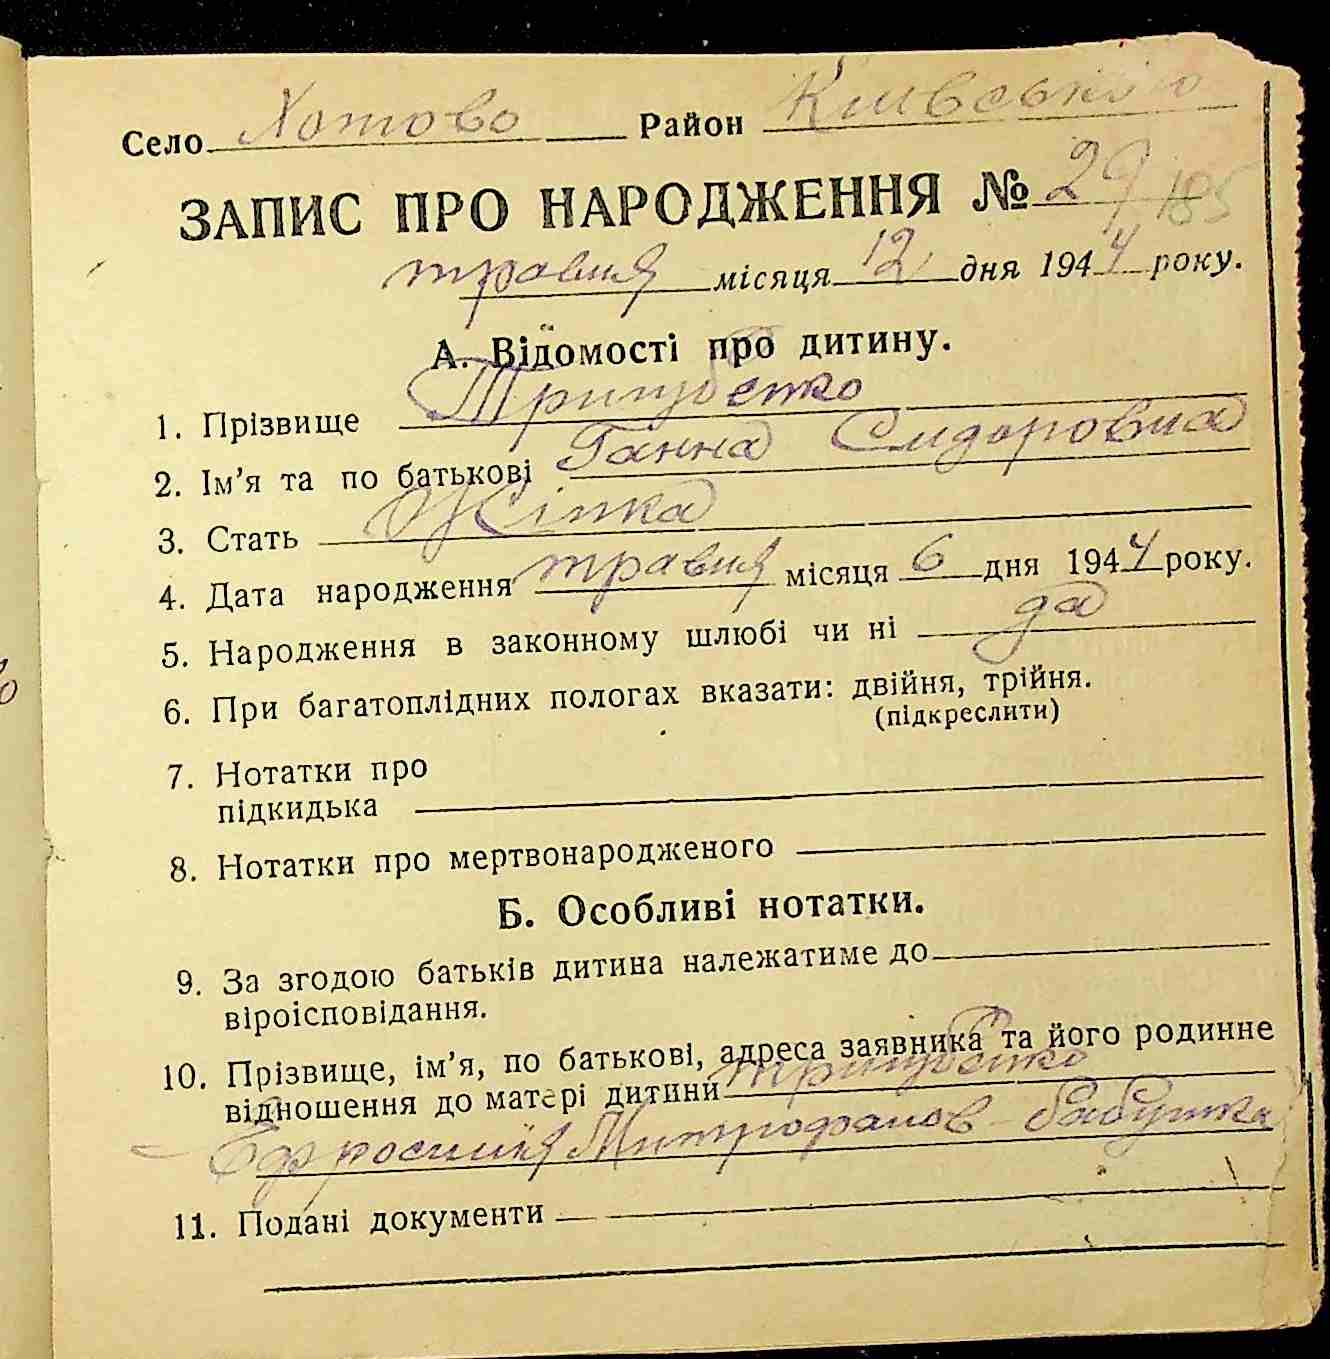 Село Хотово Район Київського
ЗАПИС ПРО НАРОДЖЕННЯ № 29 185
травня місяця 12 дня 1944 року.
А. Відомості про дитину.
1. Прізвище Тригубенко
2. Ім'я та по батькові Ганна Сидоровна
3. Стать Жінка
4. Дата народження травня місяця 6 дня 1944 року.
5. Народження в законному шлюбі чи ні да
6. При багатоплідних пологах вказати: двійня, трійня.
(підкреслити)
7. Нотатки про
підкидька
8. Нотатки про мертвонародженого
Б. Особливі нотатки.
9. За згодою батьків дитина належатиме до
віроісповідання.
10. Прізвище, ім'я, по батькові, адреса заявника та його родинне
відношення до матері дитини
Ефросинія Митрофанов - бабушка
11. Подані документи